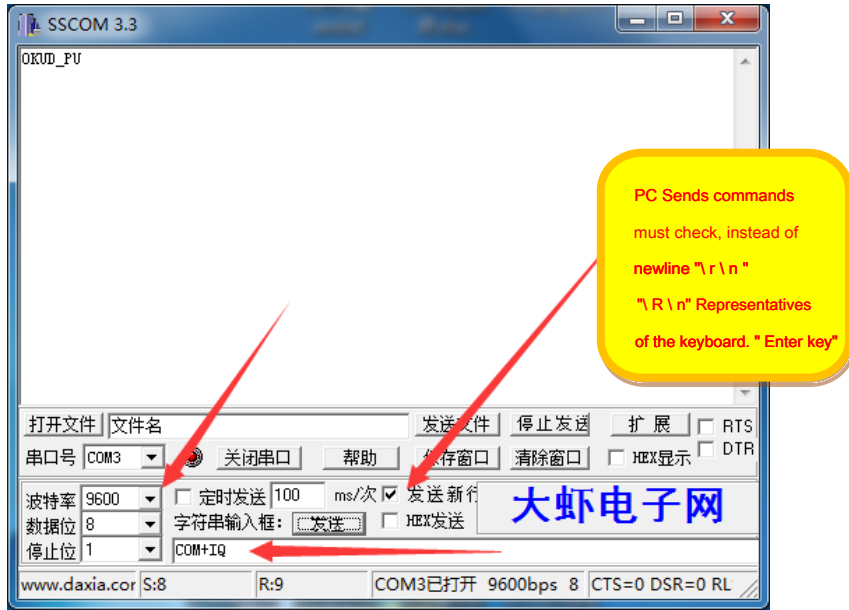 SSCOM 3.3
OKUD_PU
PC Sends commands
must check, instead of
newline "\ r \ n "
"\ R \ n" Representatives
of the keyboard. " Enter key"
打开文件 文件名 发送文件 停止发送 扩 展 RTS
串口号 COM3 关闭串口 帮助 保存窗口 清除窗口 HEX显示 DTR
波特率 9600 定时发送 100 ms/次 发送新行
数据位 8 字符串输入框： 发送 HEX发送 大虾电子网
停止位 1 COM+IQ
www.daxia.cor S:8 R:9 COM3已打开 9600bps 8 CTS=0 DSR=0 RL